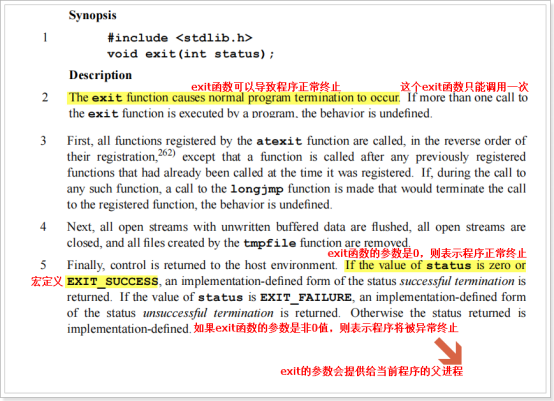 Synopsis
1 #include <stdlib.h>
void exit(int status);
Description
exit函数可以导致程序正常终止 这个exit函数只能调用一次
2 The exit function causes normal program termination to occur. If more than one call to
the exit function is executed by a program, the behavior is undefined.
3 First, all functions registered by the atexit function are called, in the reverse order of
their registration,262) except that a function is called after any previously registered
functions that had already been called at the time it was registered. If, during the call to
any such function, a call to the longjmp function is made that would terminate the call
to the registered function, the behavior is undefined.
4 Next, all open streams with unwritten buffered data are flushed, all open streams are
closed, and all files created by the tmpfile function are removed.
exit函数的参数是0，则表示程序正常终止
5 Finally, control is returned to the host environment. If the value of status is zero or
宏定义 EXIT_SUCCESS, an implementation-defined form of the status successful termination is
returned. If the value of status is EXIT_FAILURE, an implementation-defined form
of the status unsuccessful termination is returned. Otherwise the status returned is
implementation-defined. 如果exit函数的参数是非0值，则表示程序将被异常终止
exit的参数会提供给当前程序的父进程